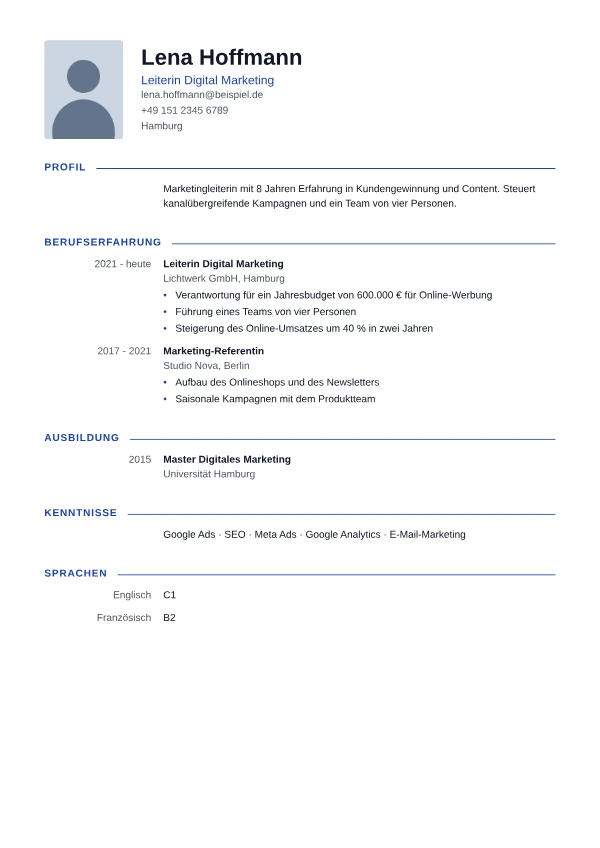 Lena Hoffmann
Leiterin Digital Marketing
lena.hoffmann@beispiel.de
+49 151 2345 6789
Hamburg
PROFIL
Marketingleiterin mit 8 Jahren Erfahrung in Kundengewinnung und Content. Steuert
kanalübergreifende Kampagnen und ein Team von vier Personen.
BERUFSERFAHRUNG
2021 - heute Leiterin Digital Marketing
Lichtwerk GmbH, Hamburg
• Verantwortung für ein Jahresbudget von 600.000 € für Online-Werbung
• Führung eines Teams von vier Personen
• Steigerung des Online-Umsatzes um 40 % in zwei Jahren
2017 - 2021 Marketing-Referentin
Studio Nova, Berlin
• Aufbau des Onlineshops und des Newsletters
• Saisonale Kampagnen mit dem Produktteam
AUSBILDUNG
2015 Master Digitales Marketing
Universität Hamburg
KENNTNISSE
Google Ads · SEO · Meta Ads · Google Analytics · E-Mail-Marketing
SPRACHEN
Englisch C1
Französisch B2